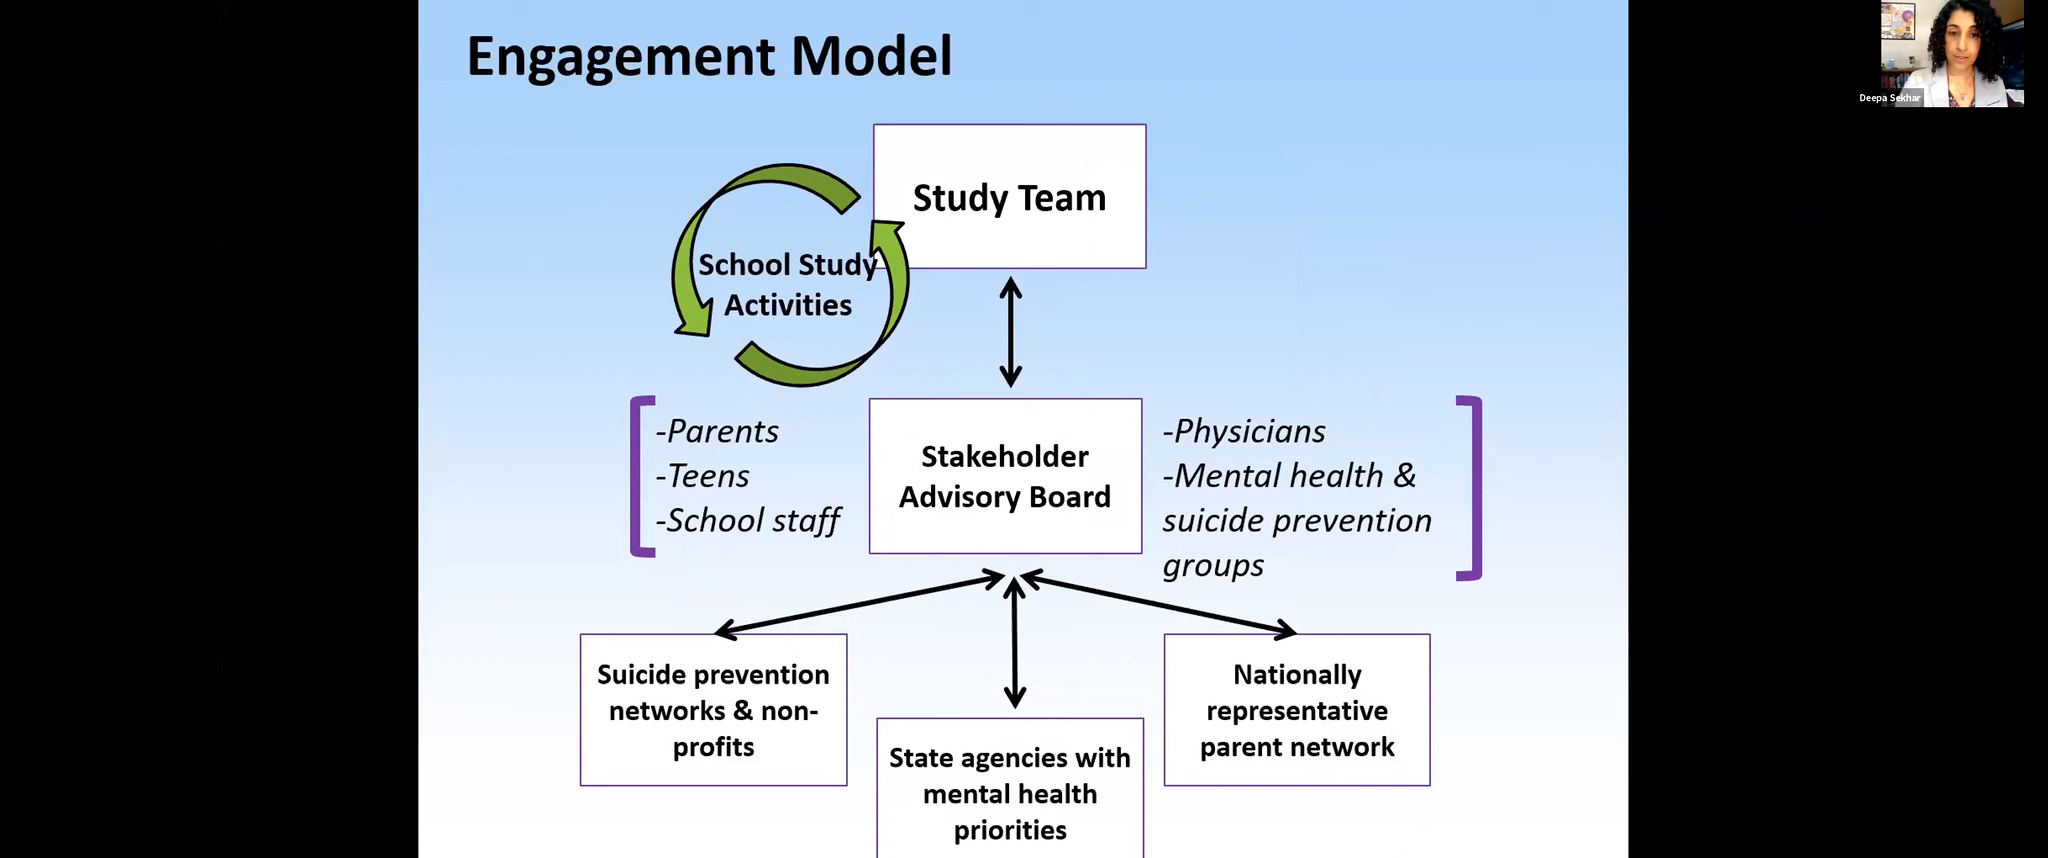 Engagement Model
Deepa Sekhar
Study Team
School Study
Activities
-Parents
-Teens
-School staff
Stakeholder
Advisory Board
-Physicians
-Mental health &
suicide prevention
groups
Suicide prevention
networks & non-
profits
State agencies with
mental health
priorities
Nationally
representative
parent network